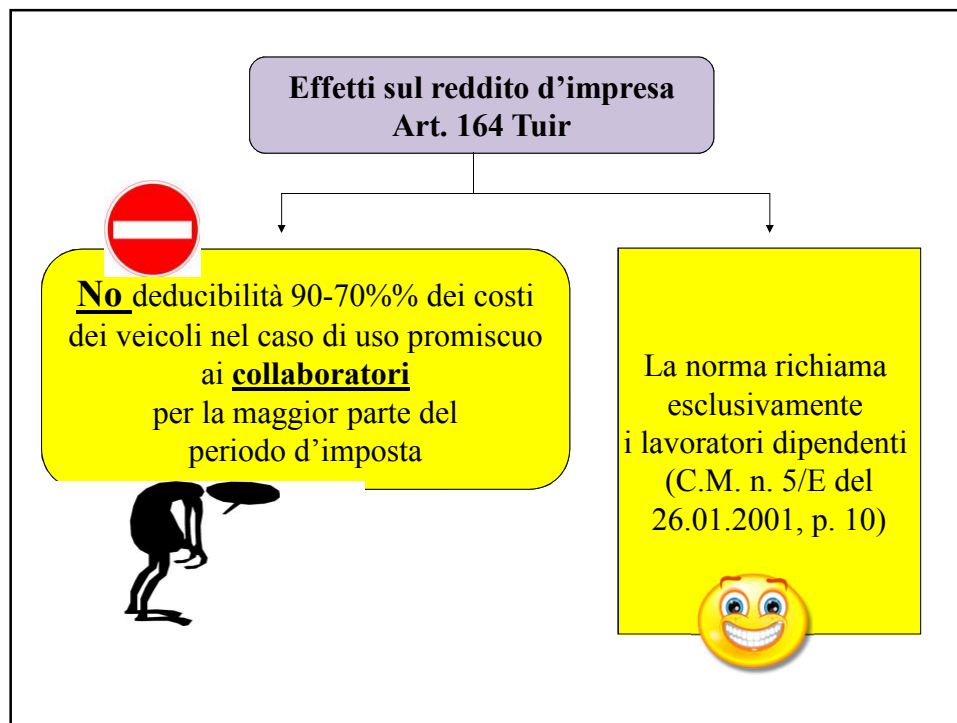 Effetti sul reddito d’impresa
Art. 164 Tuir
No deducibilità 90-70%% dei costi
dei veicoli nel caso di uso promiscuo
ai collaboratori
per la maggior parte del
periodo d’imposta
La norma richiama
esclusivamente
i lavoratori dipendenti
(C.M. n. 5/E del
26.01.2001, p. 10)